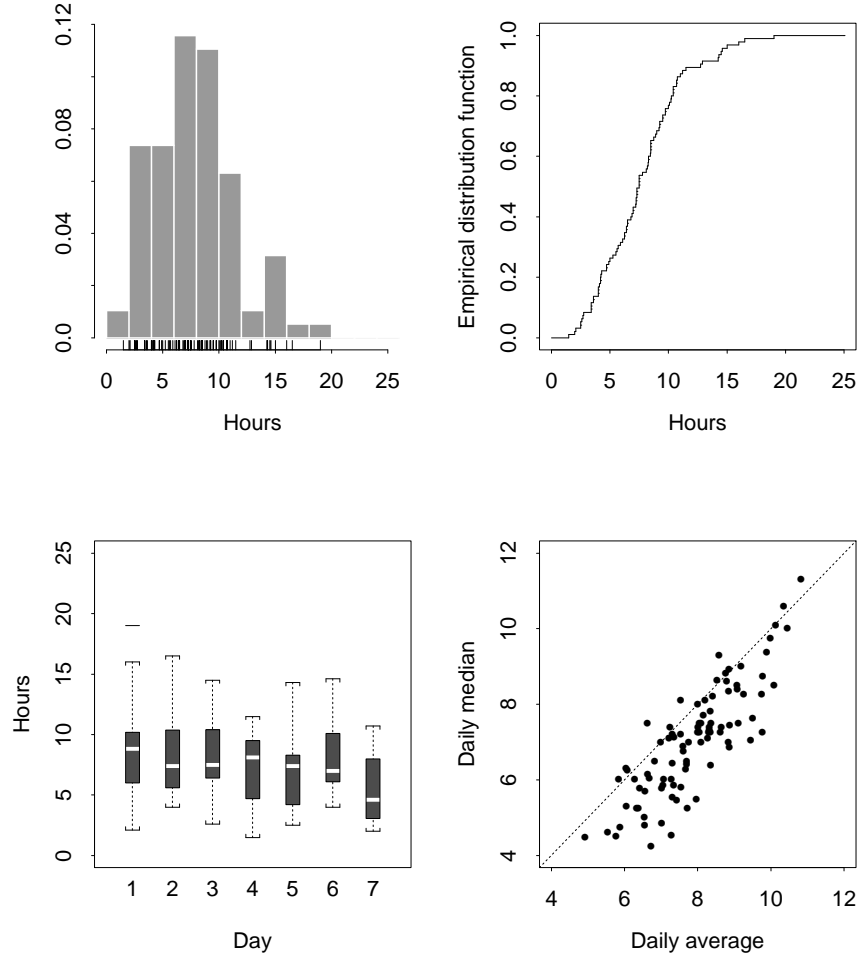 0.0 0.04 0.08 0.12
0 5 10 15 20 25
Hours
Empirical distribution function
0.0 0.2 0.4 0.6 0.8 1.0
0 5 10 15 20 25
Hours
Hours
0 5 10 15 20 25
1 2 3 4 5 6 7
Day
Daily median
4 6 8 10 12
4 6 8 10 12
Daily average